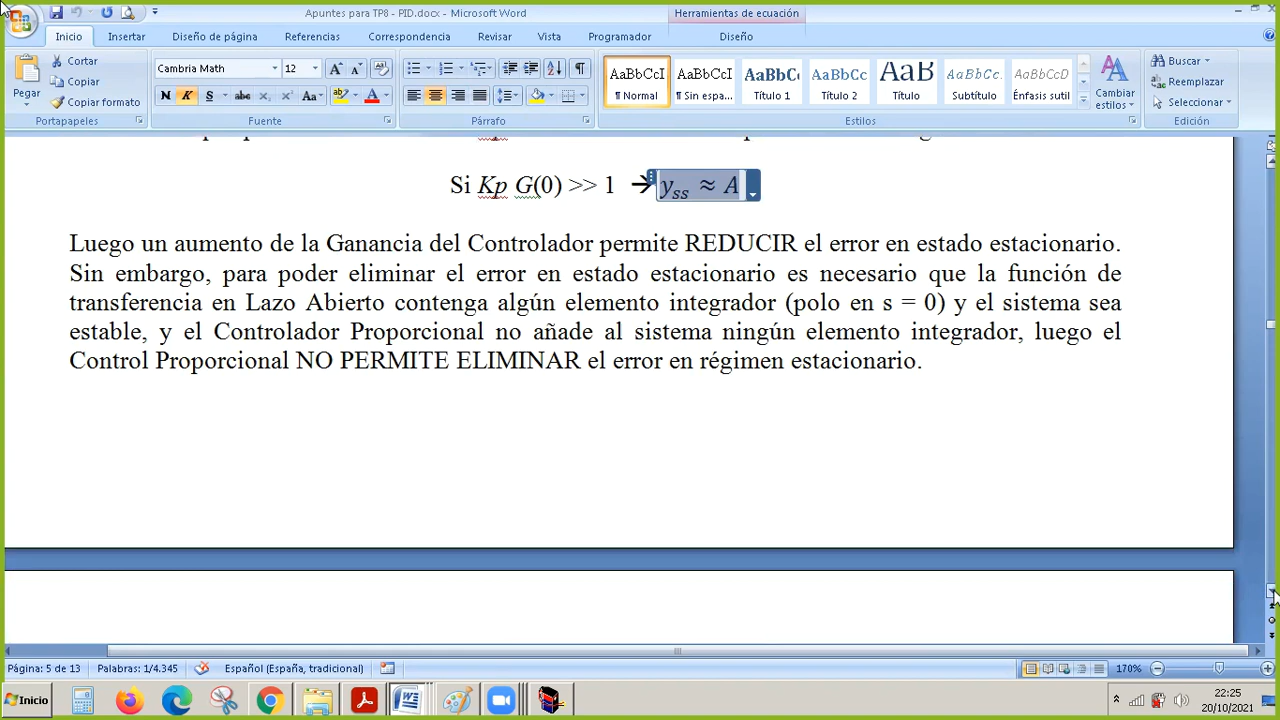 Apuntes para TP8 - PID.docx - Microsoft Word
Herramientas de ecuación
Inicio Insertar Diseño de página Referencias Correspondencia Revisar Vista Programador Diseño
Pegar
Cortar
Copiar
Copiar formato
Portapapeles
Cambria Math 12
N K S abc x, x² Aa
Fuente
Párrafo
AaBbCcI AaBbCcI AaBbCc AaBbCc AaB AaBbCc. AaBbCcD
¶ Normal ¶ Sin espa... Título 1 Título 2 Título Subtítulo Énfasis sutil
Cambiar estilos
Estilos
Buscar
Reemplazar
Seleccionar
Edición
Si Kp G(0) >> 1 → yss ≈ A
Luego un aumento de la Ganancia del Controlador permite REDUCIR el error en estado estacionario.
Sin embargo, para poder eliminar el error en estado estacionario es necesario que la función de
transferencia en Lazo Abierto contenga algún elemento integrador (polo en s = 0) y el sistema sea
estable, y el Controlador Proporcional no añade al sistema ningún elemento integrador, luego el
Control Proporcional NO PERMITE ELIMINAR el error en régimen estacionario.
Página: 5 de 13 Palabras: 1/4.345 Español (España, tradicional) 170%
Inicio 22:25
20/10/2021